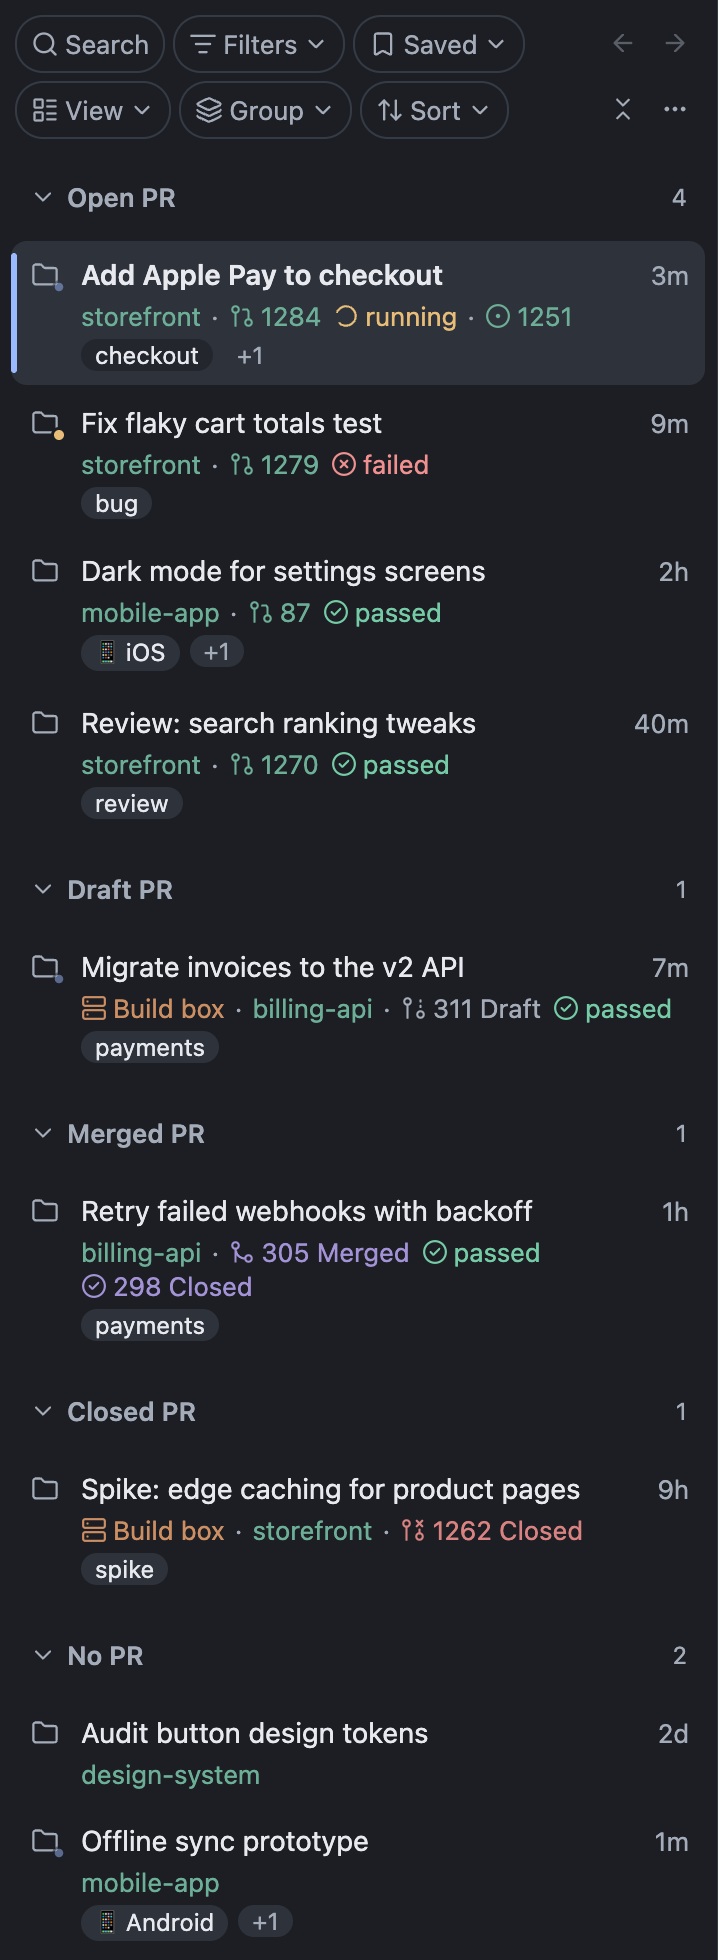 Search Filters Saved
View Group Sort
Open PR 4
Add Apple Pay to checkout 3m
storefront · 1284 running · 1251
checkout +1
Fix flaky cart totals test 9m
storefront · 1279 failed
bug
Dark mode for settings screens 2h
mobile-app · 87 passed
iOS +1
Review: search ranking tweaks 40m
storefront · 1270 passed
review
Draft PR 1
Migrate invoices to the v2 API 7m
Build box · billing-api · 311 Draft passed
payments
Merged PR 1
Retry failed webhooks with backoff 1h
billing-api · 305 Merged passed
298 Closed
payments
Closed PR 1
Spike: edge caching for product pages 9h
Build box · storefront · 1262 Closed
spike
No PR 2
Audit button design tokens 2d
design-system
Offline sync prototype 1m
mobile-app
Android +1